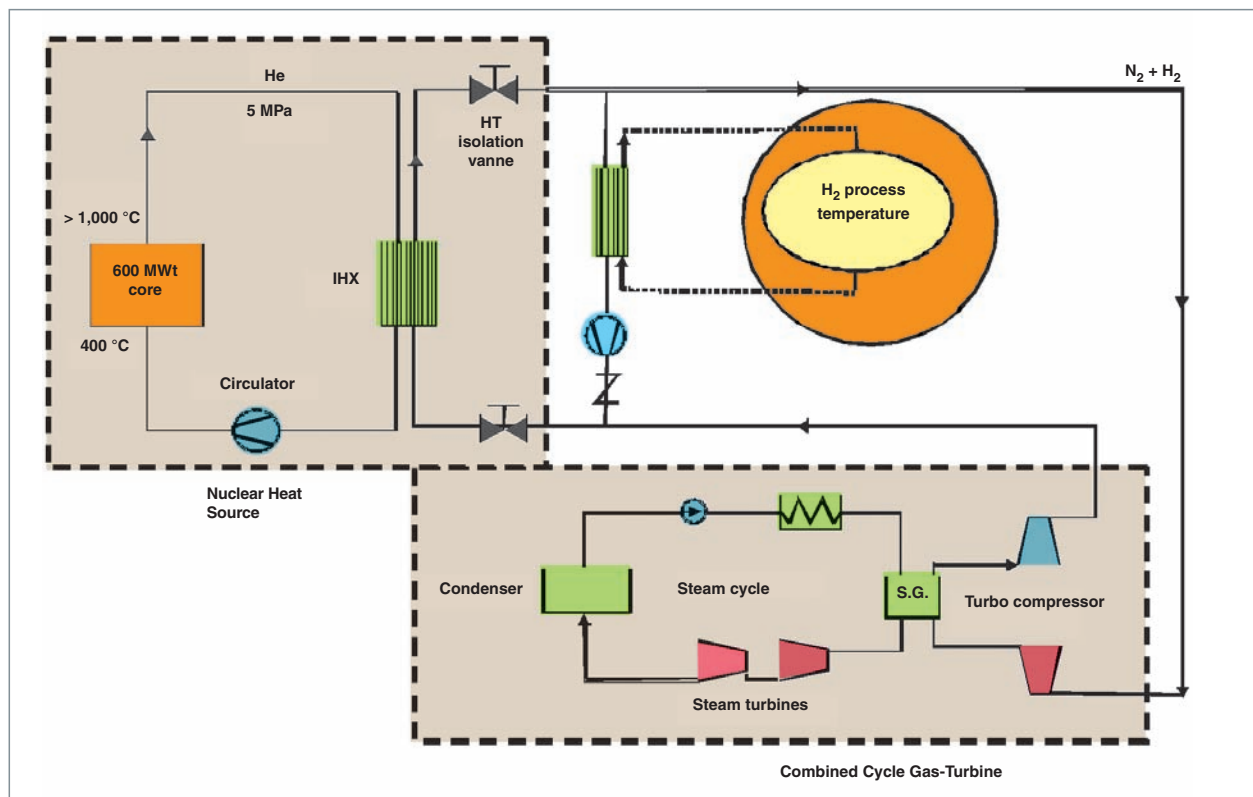 N2 + H2
He
5 MPa
HT
isolation
vanne
> 1,000 °C
H2 process
temperature
600 MWt
core
IHX
400 °C
Circulator
Nuclear Heat
Source
Condenser
Steam cycle
S.G.
Turbo compressor
Steam turbines
Combined Cycle Gas-Turbine